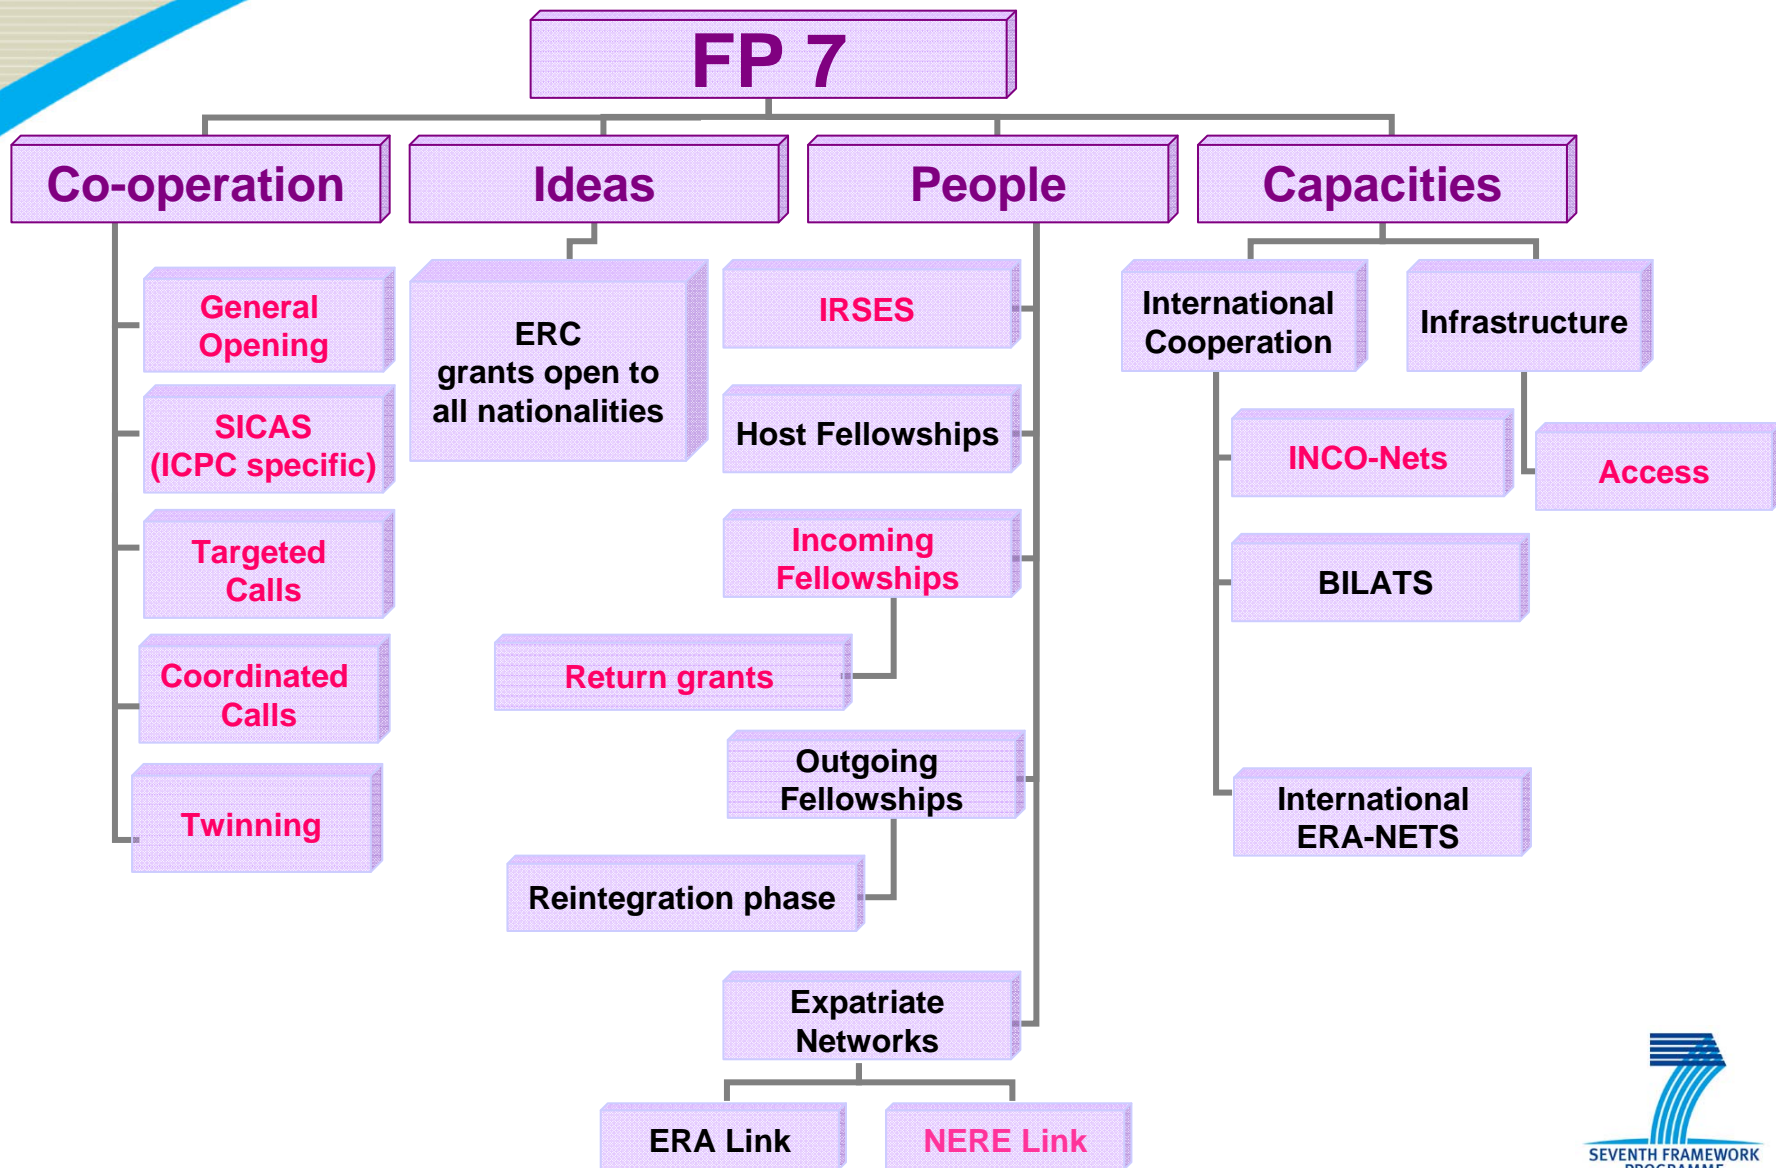 FP 7
Co-operation
Ideas
People
Capacities
General
Opening
SICAS
(ICPC specific)
Targeted
Calls
Coordinated
Calls
Twinning
ERC
grants open to
all nationalities
IRSES
Host Fellowships
Incoming
Fellowships
Return grants
Outgoing
Fellowships
Reintegration phase
Expatriate
Networks
ERA Link
NERE Link
International
Cooperation
Infrastructure
INCO-Nets
Access
BILATS
International
ERA-NETS
SEVENTH FRAMEWORK
PROGRAMME